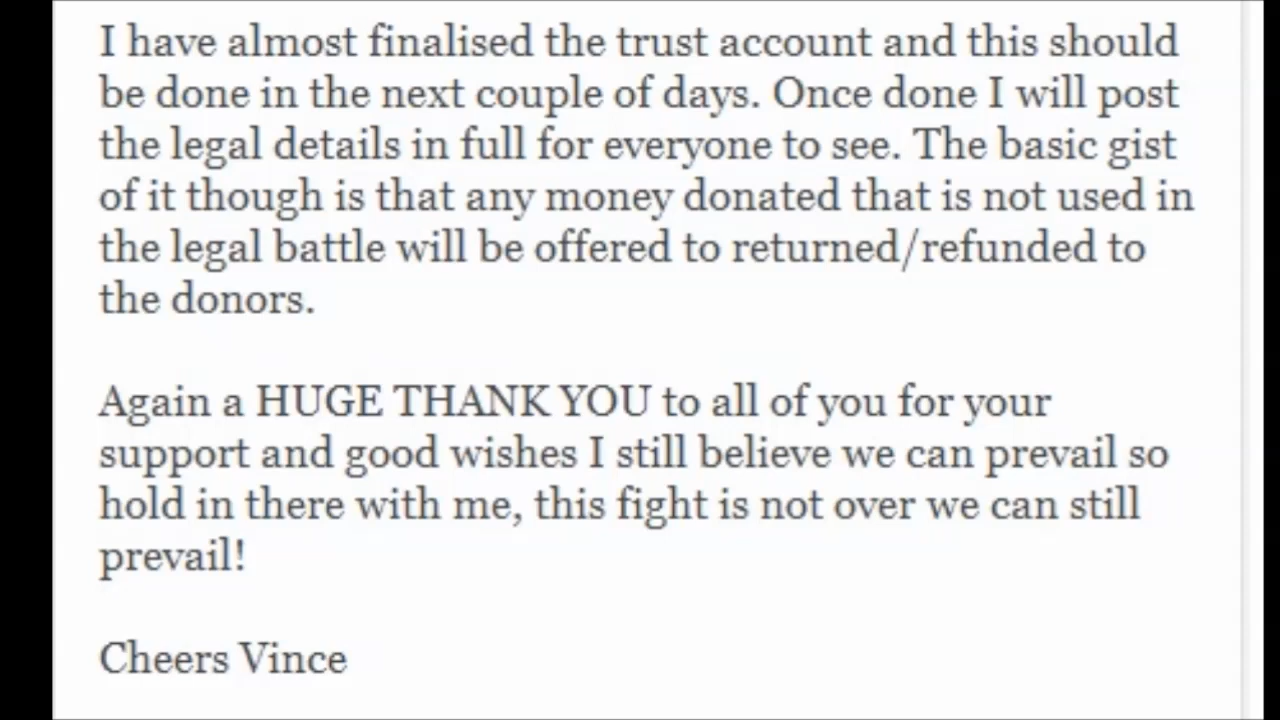 I have almost finalised the trust account and this should
be done in the next couple of days. Once done I will post
the legal details in full for everyone to see. The basic gist
of it though is that any money donated that is not used in
the legal battle will be offered to returned/refunded to
the donors.
Again a HUGE THANK YOU to all of you for your
support and good wishes I still believe we can prevail so
hold in there with me, this fight is not over we can still
prevail!
Cheers Vince